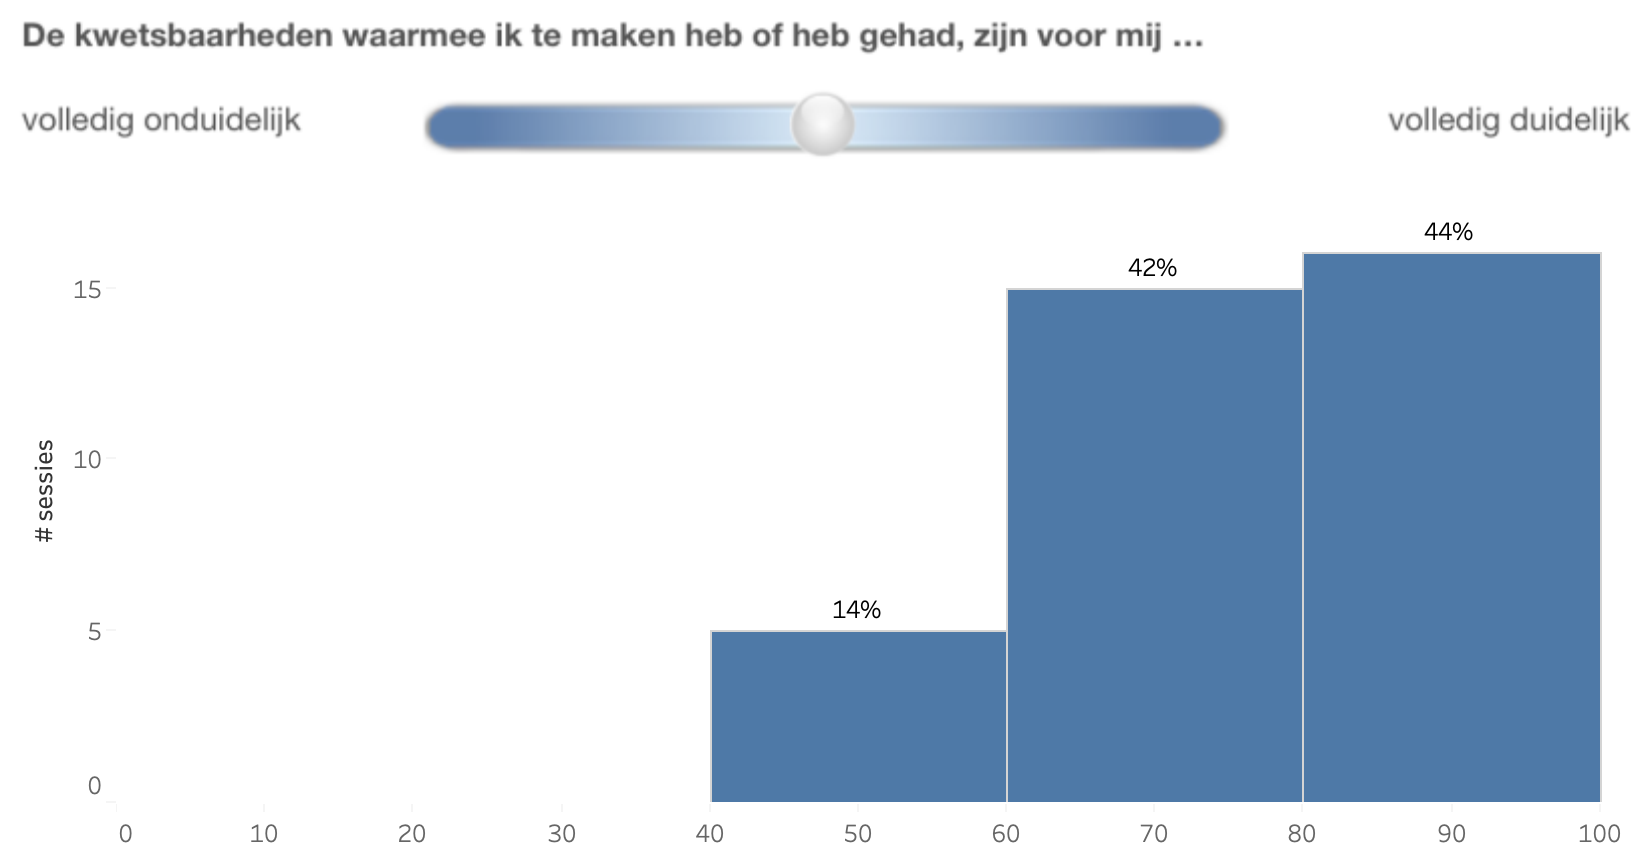 De kwetsbaarheden waarmee ik te maken heb of heb gehad, zijn voor mij ...
volledig onduidelijk
volledig duidelijk
44%
42%
15
# sessies
10
14%
5
0
0 10 20 30 40 50 60 70 80 90 100